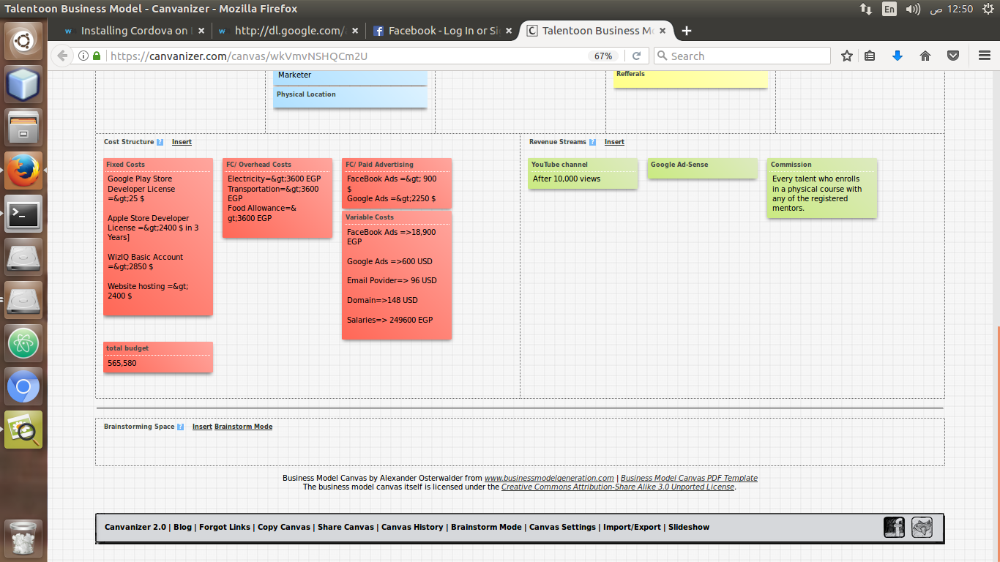 Talentoon Business Model - Canvanizer - Mozilla Firefox
En
ص 12:50
Installing Cordova on
http://dl.google.com/
Facebook - Log In or Si
Talentoon Business Mo
https://canvanizer.com/canvas/wkVmvNSHQCm2U
67%
Search
Marketer
Physical Location
Refferals
Cost Structure ? Insert
Fixed Costs
Google Play Store
Developer License
=&gt;25 $
Apple Store Developer
License =&gt;2400 $ in 3
Years]
WizIQ Basic Account
=&gt;2850 $
Website hosting =&gt;
2400 $
FC/ Overhead Costs
Electricity=&gt;3600 EGP
Transportation=&gt;3600
EGP
Food Allowance=&
gt;3600 EGP
FC/ Paid Advertising
FaceBook Ads =&gt; 900
$
Google Ads =&gt;2250 $
Variable Costs
FaceBook Ads =>18,900
EGP
Google Ads =>600 USD
Email Povider=> 96 USD
Domain=>148 USD
Salaries=> 249600 EGP
total budget
565,580
Revenue Streams ? Insert
YouTube channel
After 10,000 views
Google Ad-Sense
Commission
Every talent who enrolls
in a physical course with
any of the registered
mentors.
Brainstorming Space ? Insert Brainstorm Mode
Business Model Canvas by Alexander Osterwalder from www.businessmodelgeneration.com | Business Model Canvas PDF Template
The business model canvas itself is licensed under the Creative Commons Attribution-Share Alike 3.0 Unported License.
Canvanizer 2.0 | Blog | Forgot Links | Copy Canvas | Share Canvas | Canvas History | Brainstorm Mode | Canvas Settings | Import/Export | Slideshow